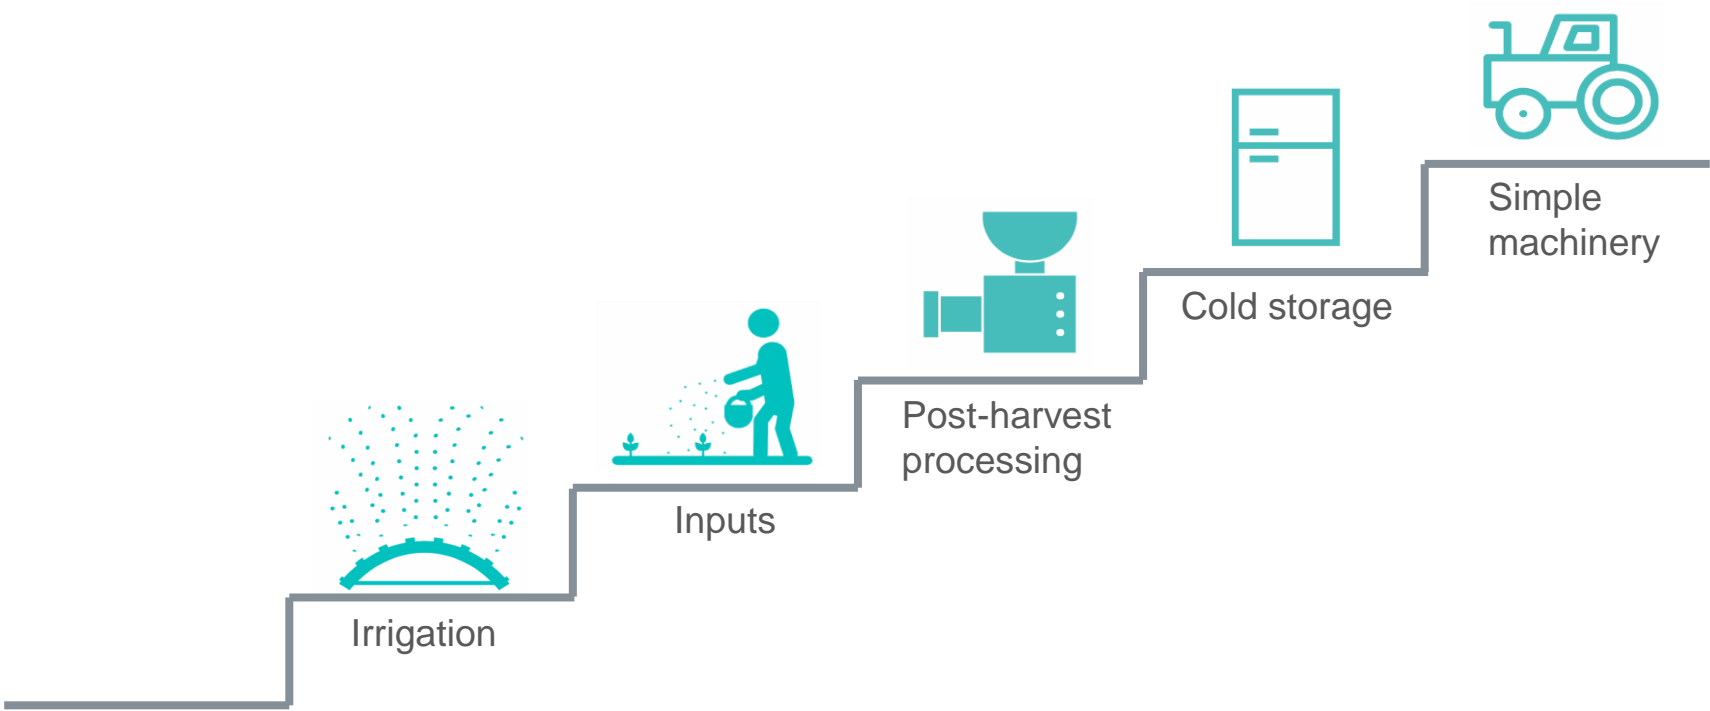 Simple
machinery
Cold storage
Post-harvest
processing
Inputs
Irrigation